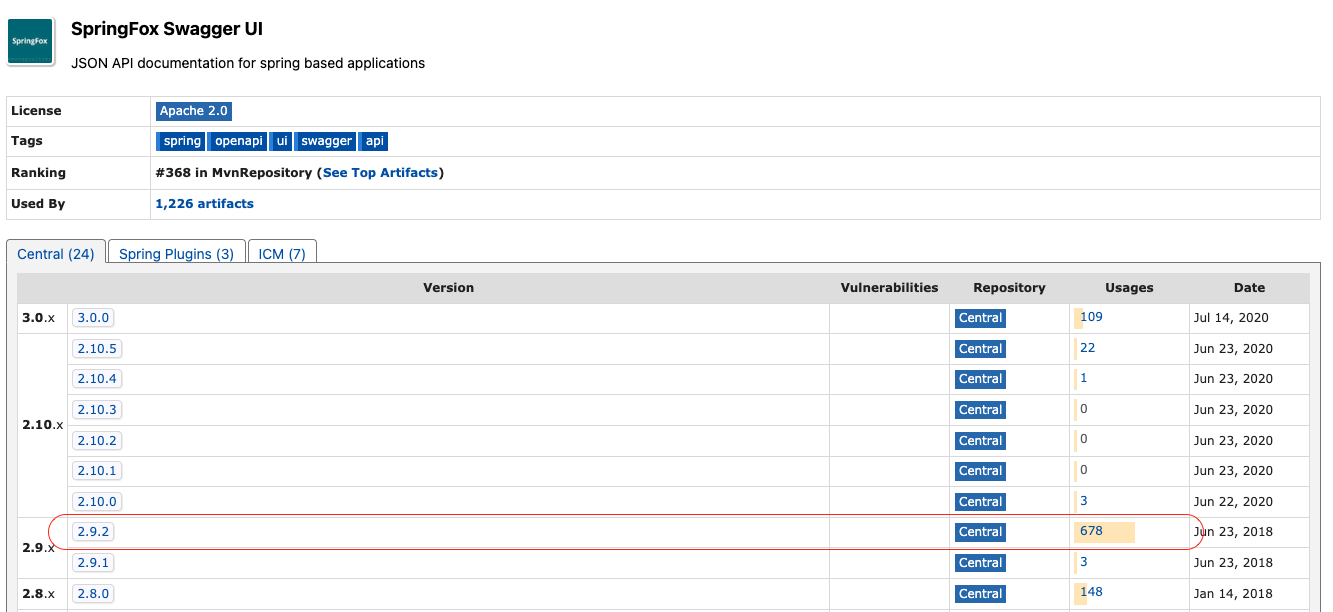 SpringFox
SpringFox Swagger UI
JSON API documentation for spring based applications
License Apache 2.0
Tags spring openapi ui swagger api
Ranking #368 in MvnRepository (See Top Artifacts)
Used By 1,226 artifacts
Central (24) Spring Plugins (3) ICM (7)
Version Vulnerabilities Repository Usages Date
3.0.x 3.0.0 Central 109 Jul 14, 2020
2.10.5 Central 22 Jun 23, 2020
2.10.4 Central 1 Jun 23, 2020
2.10.3 Central 0 Jun 23, 2020
2.10.x 2.10.2 Central 0 Jun 23, 2020
2.10.1 Central 0 Jun 23, 2020
2.10.0 Central 3 Jun 22, 2020
2.9.x 2.9.2 Central 678 Jun 23, 2018
2.9.1 Central 3 Jun 23, 2018
2.8.x 2.8.0 Central 148 Jan 14, 2018